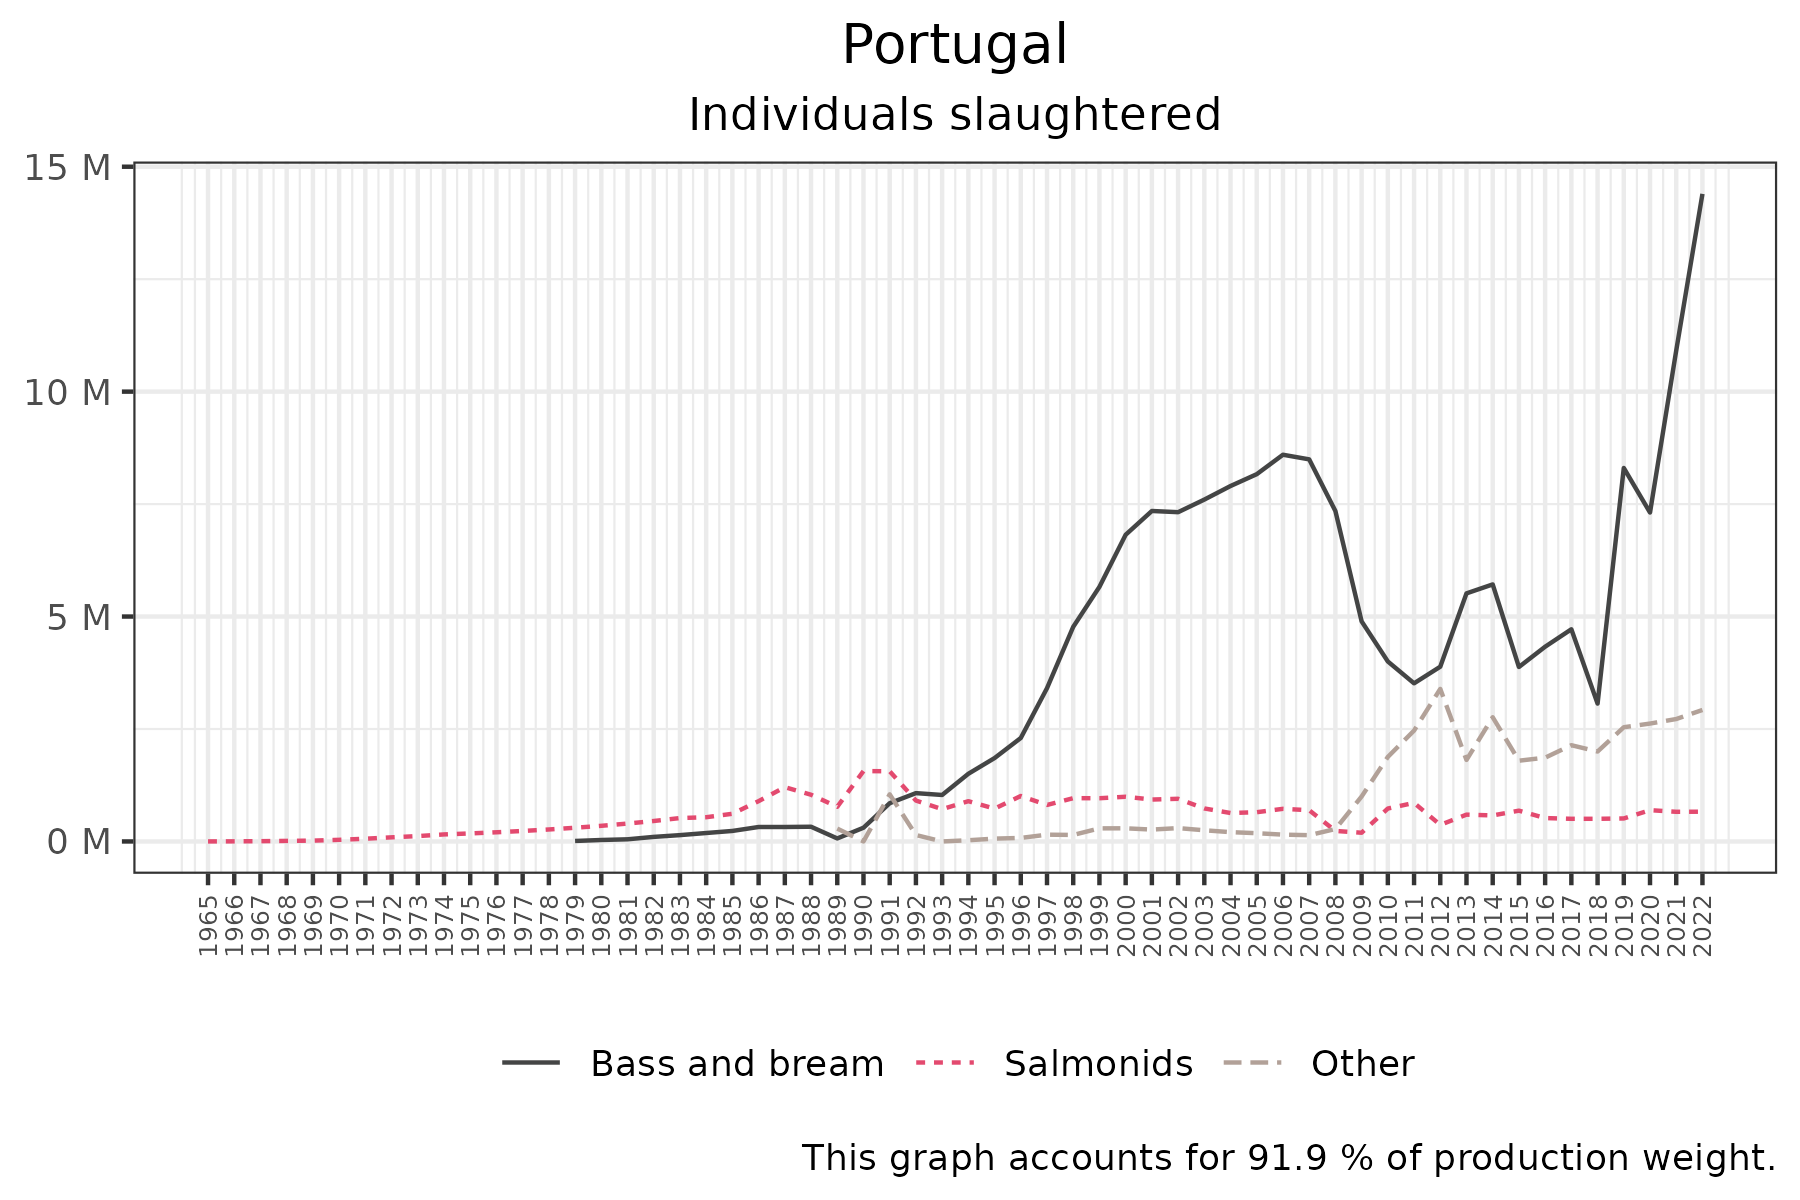 Portugal
Individuals slaughtered
15 M
10 M
5 M
0 M
1965 1966 1967 1968 1969 1970 1971 1972 1973 1974 1975 1976 1977 1978 1979 1980 1981 1982 1983 1984 1985 1986 1987 1988 1989 1990 1991 1992 1993 1994 1995 1996 1997 1998 1999 2000 2001 2002 2003 2004 2005 2006 2007 2008 2009 2010 2011 2012 2013 2014 2015 2016 2017 2018 2019 2020 2021 2022
Bass and bream Salmonids Other
This graph accounts for 91.9 % of production weight.